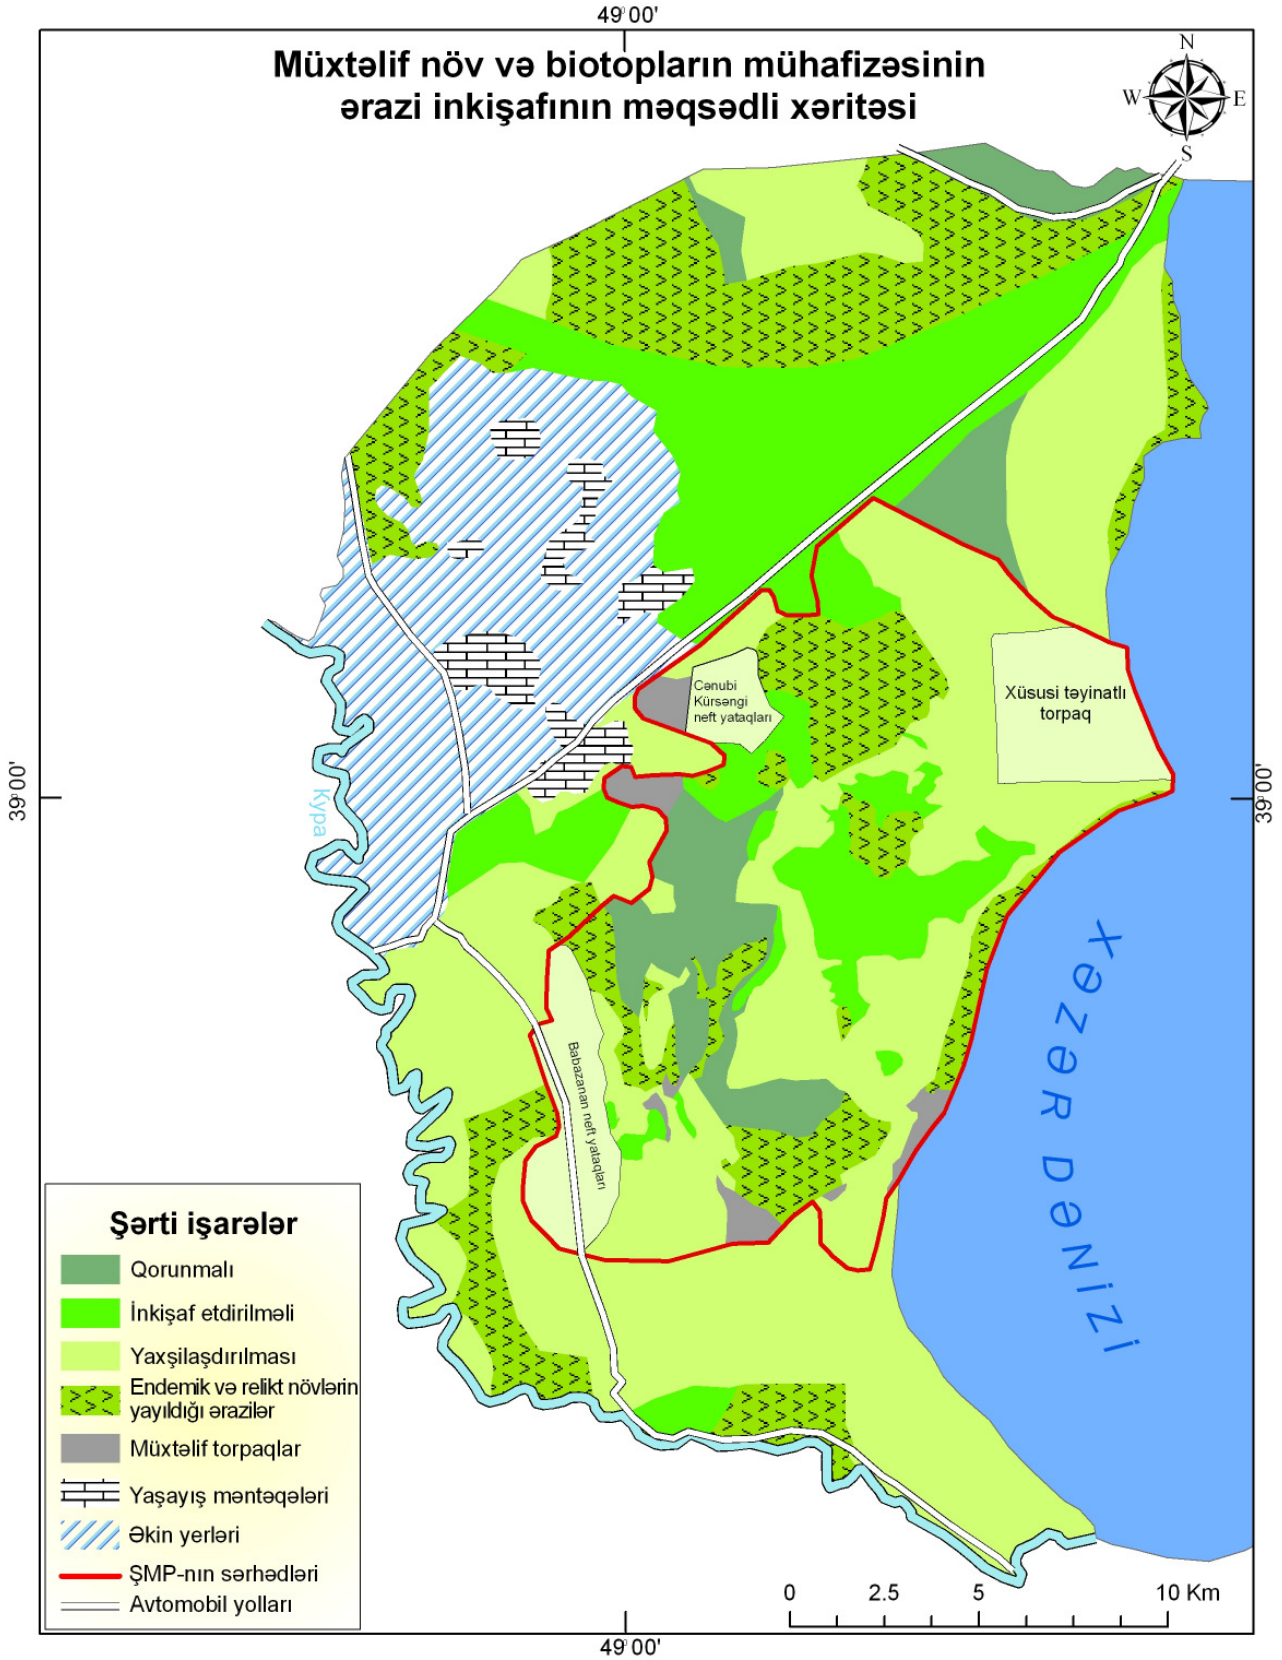 49°00'
Müxtəlif növ və biotopların mühafizəsinin
ərazi inkişafının məqsədli xəritəsi
N
W
E
S
Cənubi
Kürsəngi
neft yataqları
Xüsusi təyinatlı
torpaq
39°00'
39°00'
Кура
Babazanan neft yataqları
XƏZƏR DƏNİZİ
Şərti işarələr
Qorunmalı
İnkişaf etdirilməli
Yaxşilaşdırılması
Endemik və relikt növlərin
yayıldığı ərazilər
Müxtəlif torpaqlar
Yaşayış məntəqələri
Əkin yerləri
ŞMP-nın sərhədləri
Avtomobil yolları
0 2.5 5 10 Km
49°00'